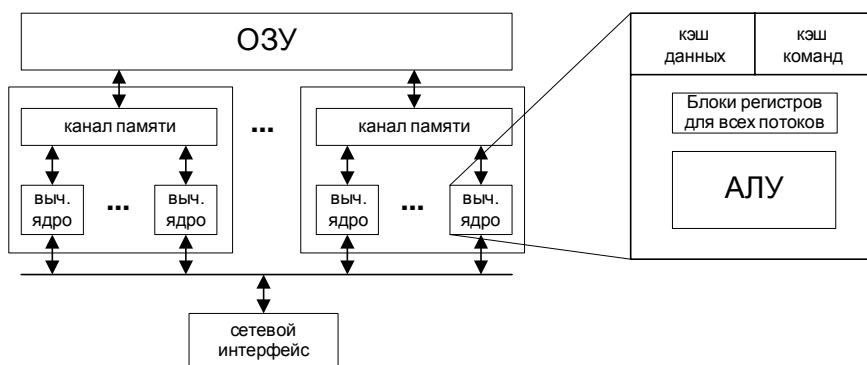 ОЗУ
канал памяти
...
канал памяти
выч.
ядро
...
выч.
ядро
выч.
ядро
...
выч.
ядро
сетевой
интерфейс
кэш
данных
кэш
команд
Блоки регистров
для всех потоков
АЛУ